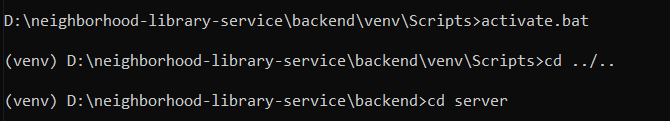 D:\neighborhood-library-service\backend\venv\Scripts>activate.bat
(venv) D:\neighborhood-library-service\backend\venv\Scripts>cd ../..
(venv) D:\neighborhood-library-service\backend>cd server